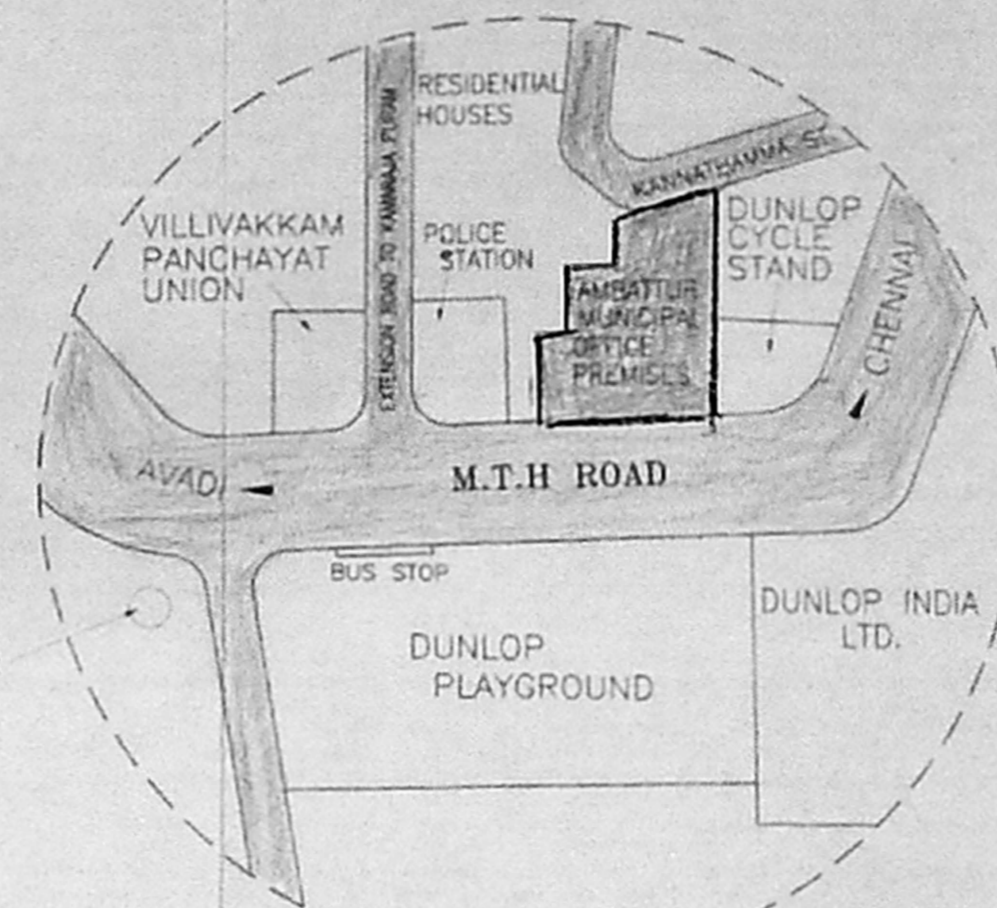 RESIDENTIAL
HOUSES
EXTENSION ROAD TO KAMARAJA PURAM
KANNATHAMMA ST.
VILLIVAKKAM
PANCHAYAT
UNION
POLICE
STATION
DUNLOP
CYCLE
STAND
AMBATTUR
MUNICIPAL
OFFICE
PREMISES
CHENNAI
AVADI
M.T.H ROAD
BUS STOP
DUNLOP
PLAYGROUND
DUNLOP INDIA
LTD.